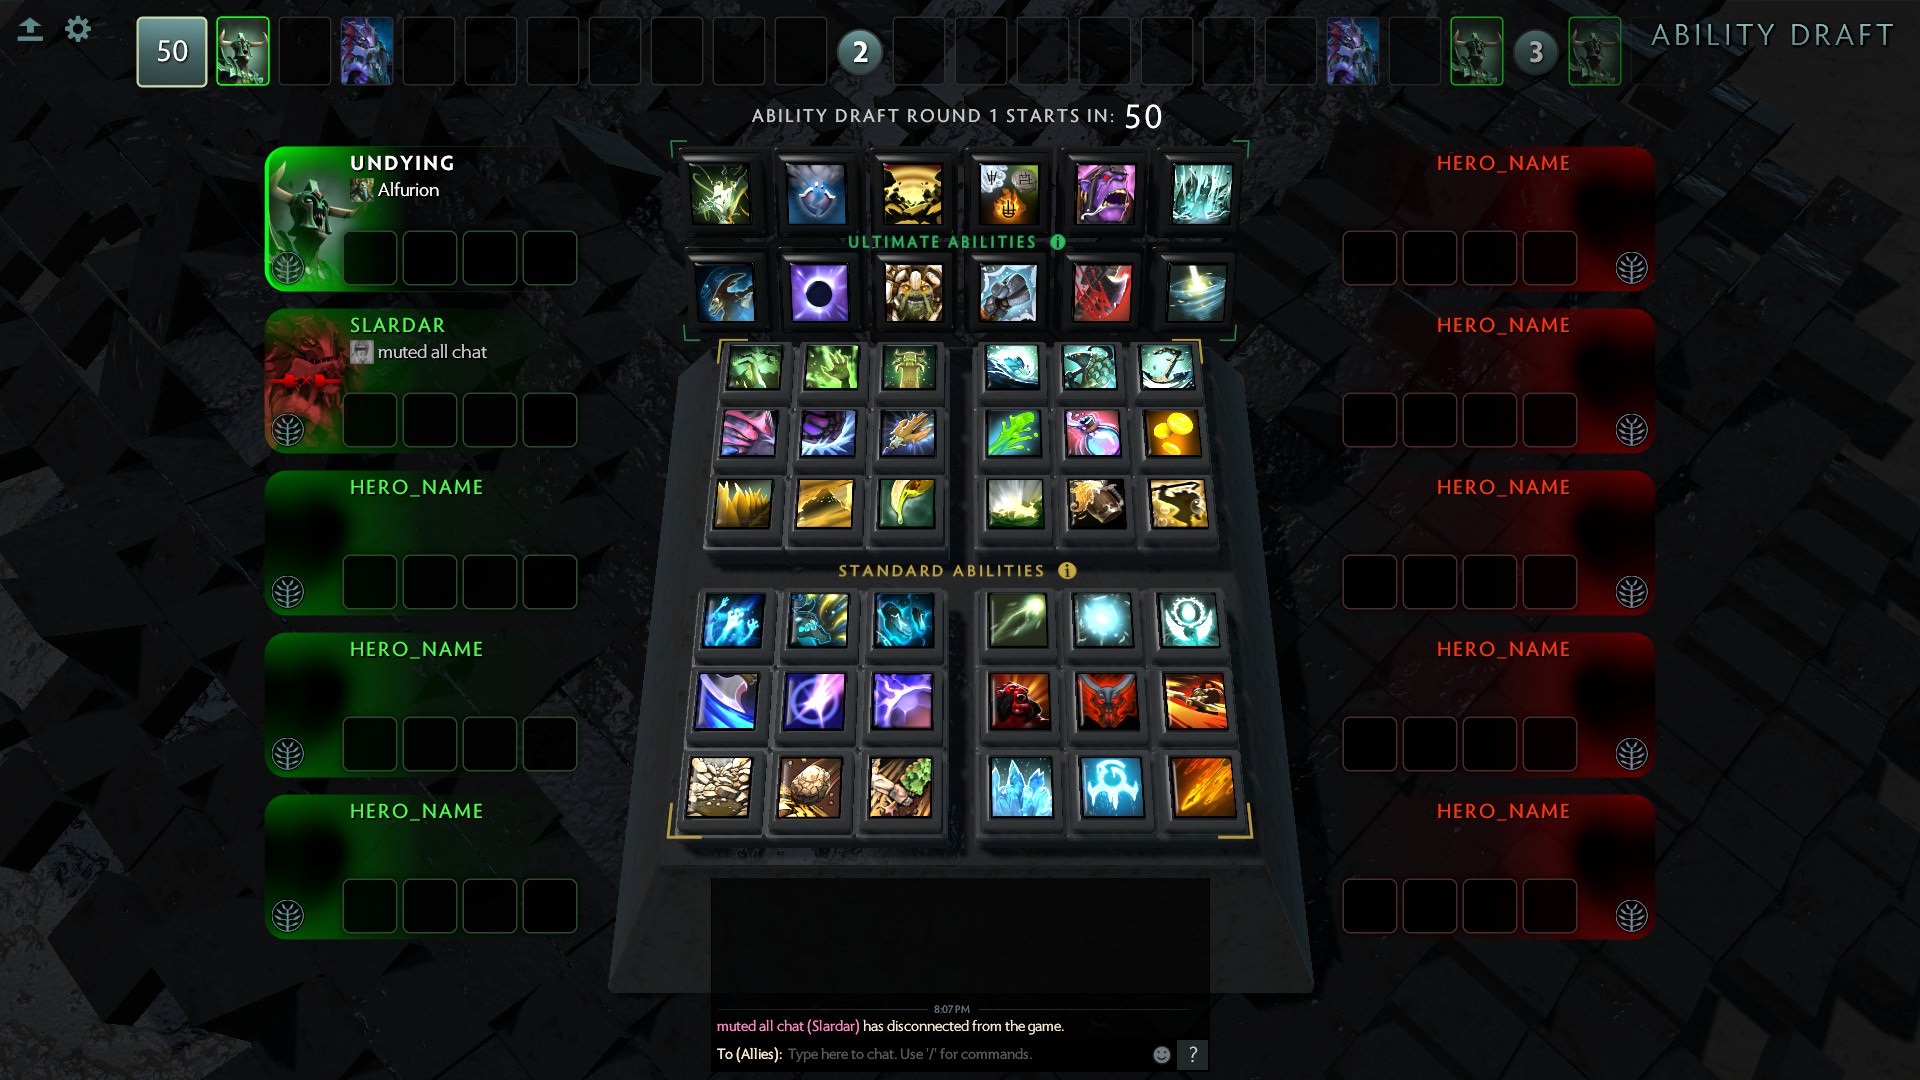 50
2
3
ABILITY DRAFT
ABILITY DRAFT ROUND 1 STARTS IN: 50
UNDYING
Alfurion
SLARDAR
muted all chat
HERO_NAME
HERO_NAME
HERO_NAME
ULTIMATE ABILITIES
STANDARD ABILITIES
HERO_NAME
HERO_NAME
HERO_NAME
HERO_NAME
HERO_NAME
8:07 PM
muted all chat (Slardar) has disconnected from the game.
To (Allies): Type here to chat. Use '/' for commands.
?